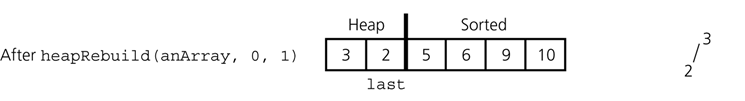 Heap Sorted
After heapRebuild(anArray, 0, 1) 3 2 5 6 9 10 
last
3
2